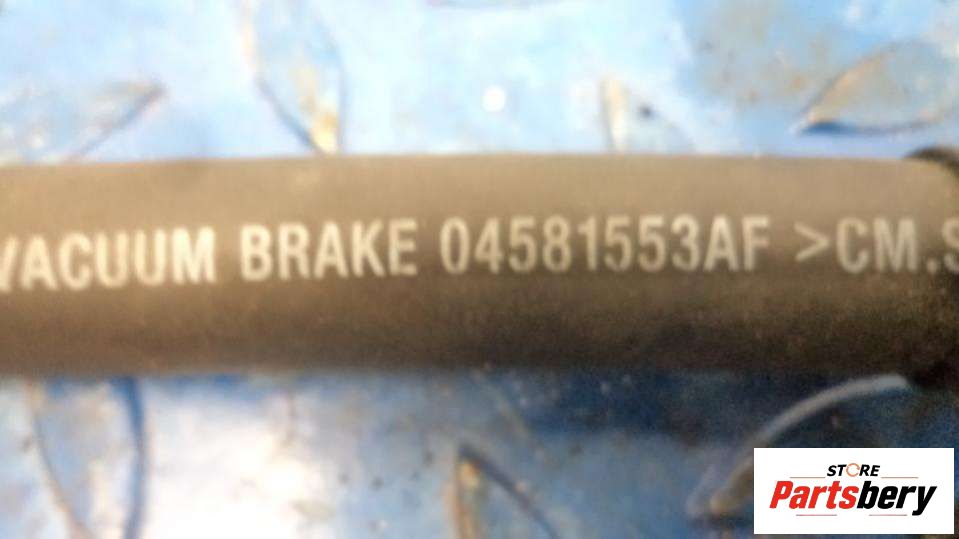 VACUUM BRAKE 04581553AF >CM.S
STORE
Partsbery